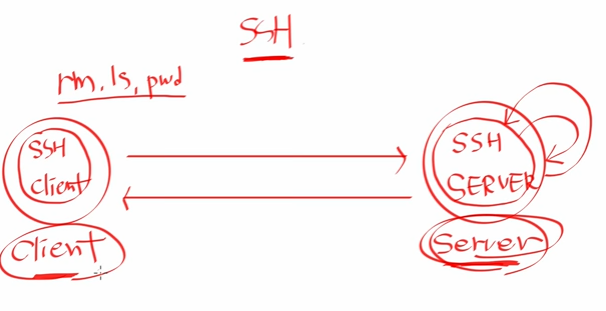 SSH
rm, ls, pwd
SSH
Client
SSH
SERVER
Client
Server